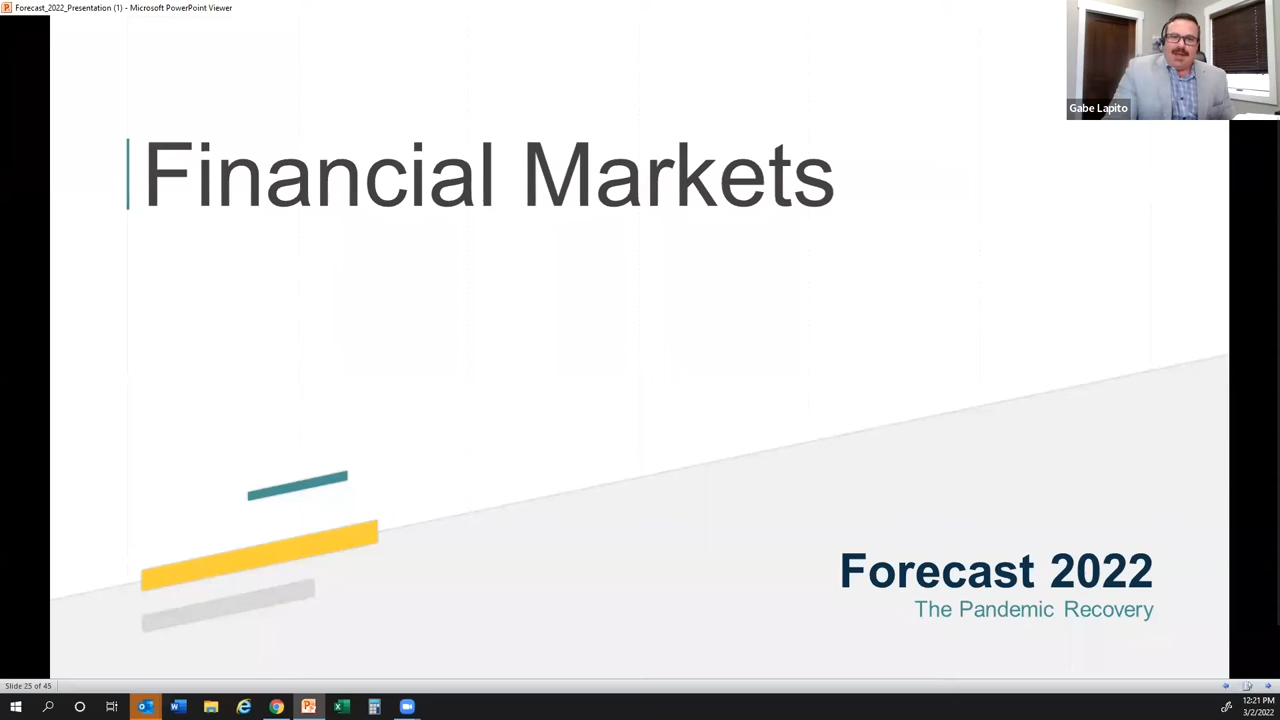 Forecast_2022_Presentation (1) - Microsoft PowerPoint Viewer
Gabe Lapito
Financial Markets
Forecast 2022
The Pandemic Recovery
Slide 25 of 45
12:21 PM
3/2/2022